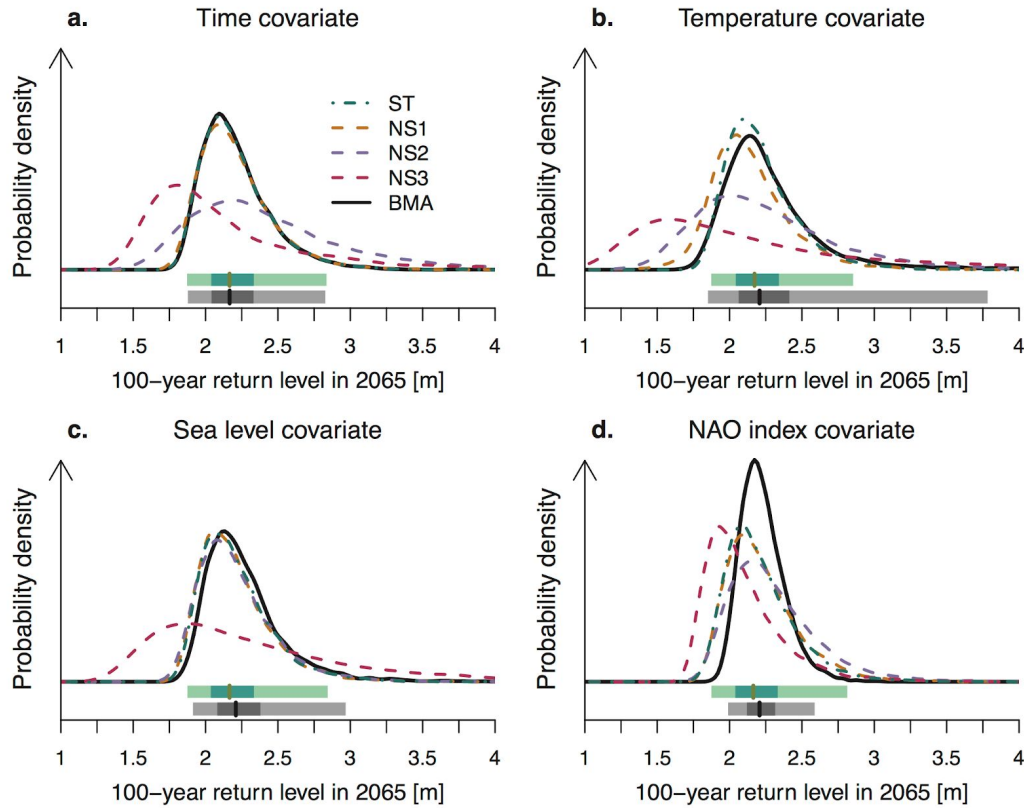 a. Time covariate
Probability density
ST
NS1
NS2
NS3
BMA
1 1.5 2 2.5 3 3.5 4
100−year return level in 2065 [m]
b. Temperature covariate
Probability density
1 1.5 2 2.5 3 3.5 4
100−year return level in 2065 [m]
c. Sea level covariate
Probability density
1 1.5 2 2.5 3 3.5 4
100−year return level in 2065 [m]
d. NAO index covariate
Probability density
1 1.5 2 2.5 3 3.5 4
100−year return level in 2065 [m]